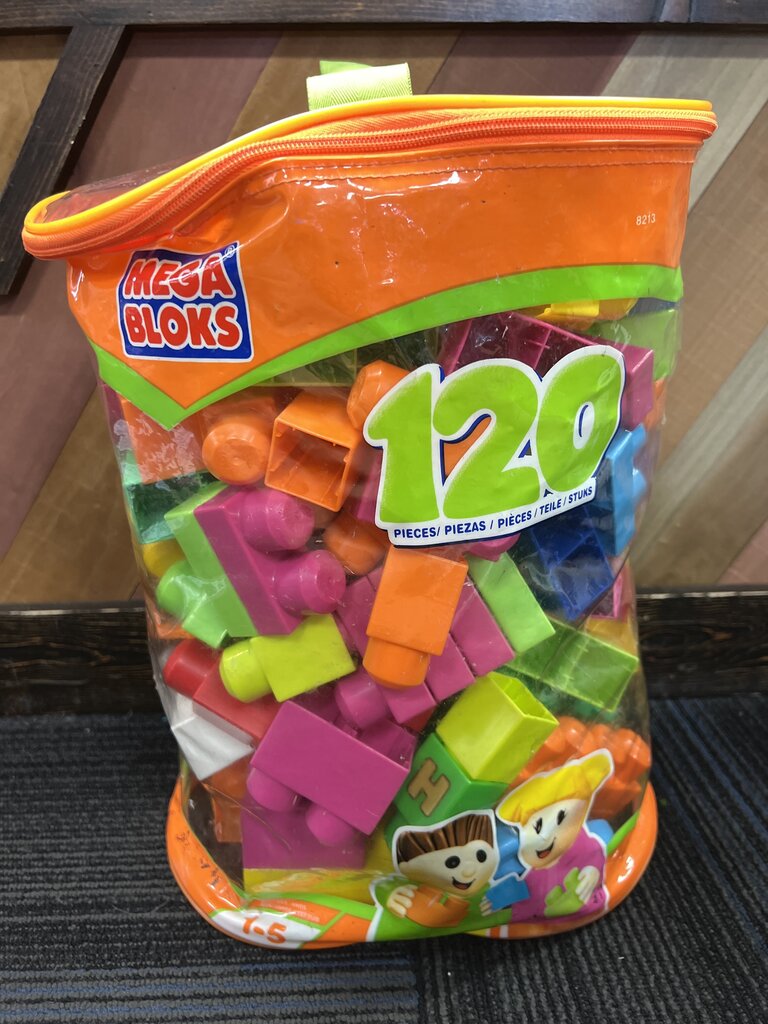 8213
MEGA
BLOKS®
120
PIECES/ PIEZAS / PIÈCES / TEILE / STUKS
H
1-5